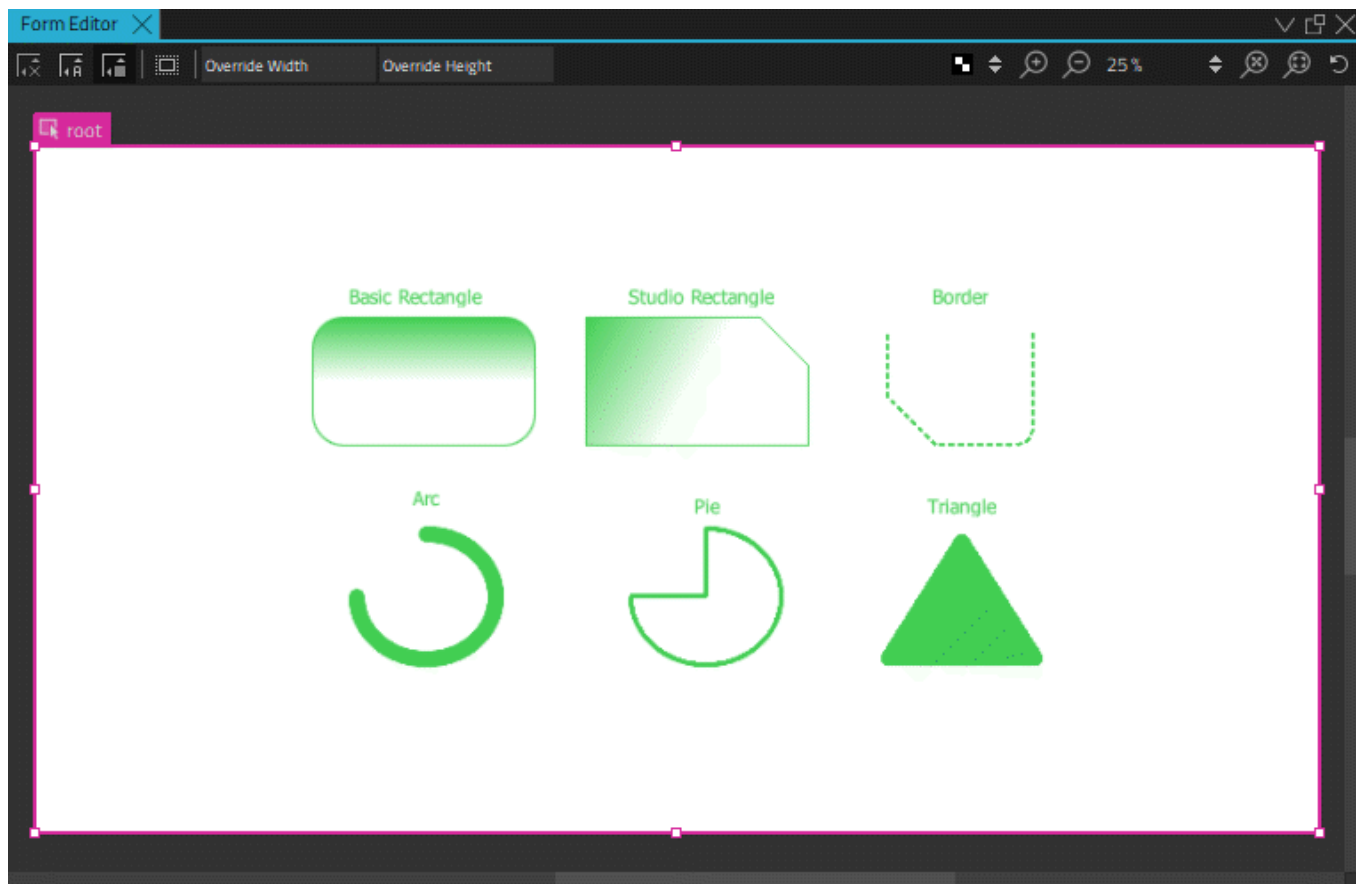 Form Editor
Override Width
Override Height
25%
root
Basic Rectangle
Studio Rectangle
Border
Arc
Pie
Triangle